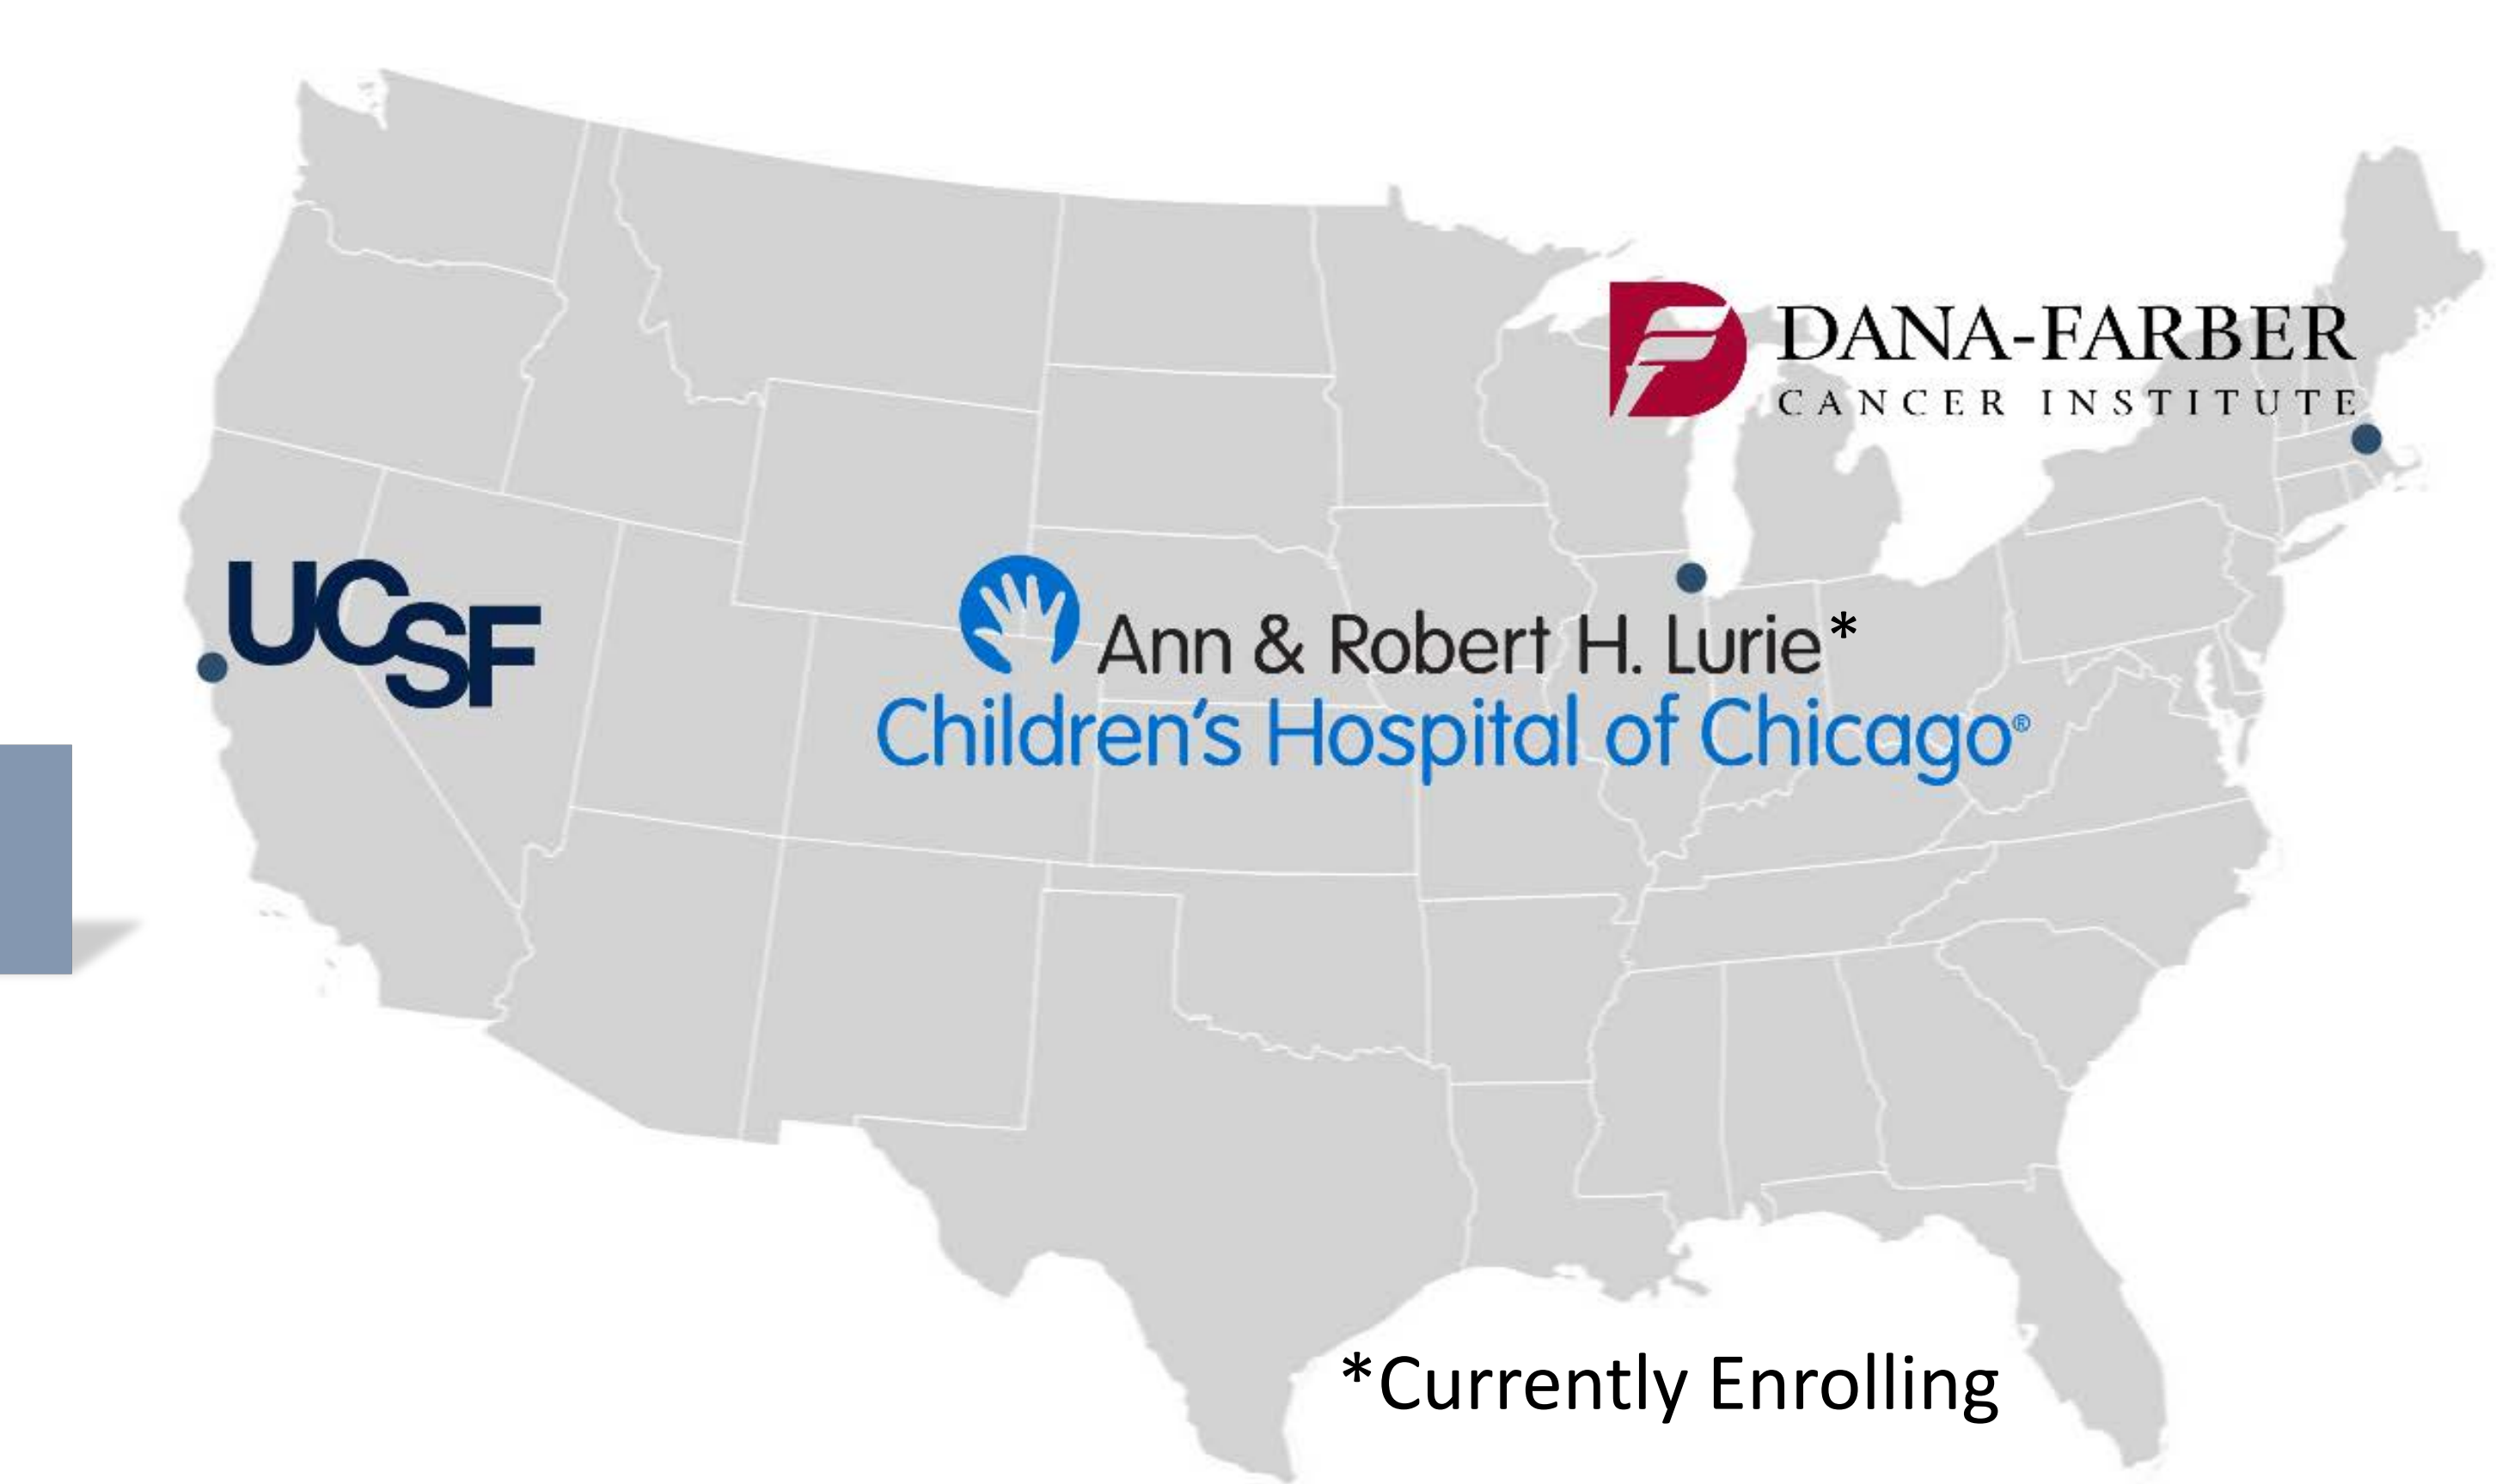 DANA-FARBER
CANCER INSTITUTE
UCSF
Ann & Robert H. Lurie*
Children's Hospital of Chicago®
*Currently Enrolling